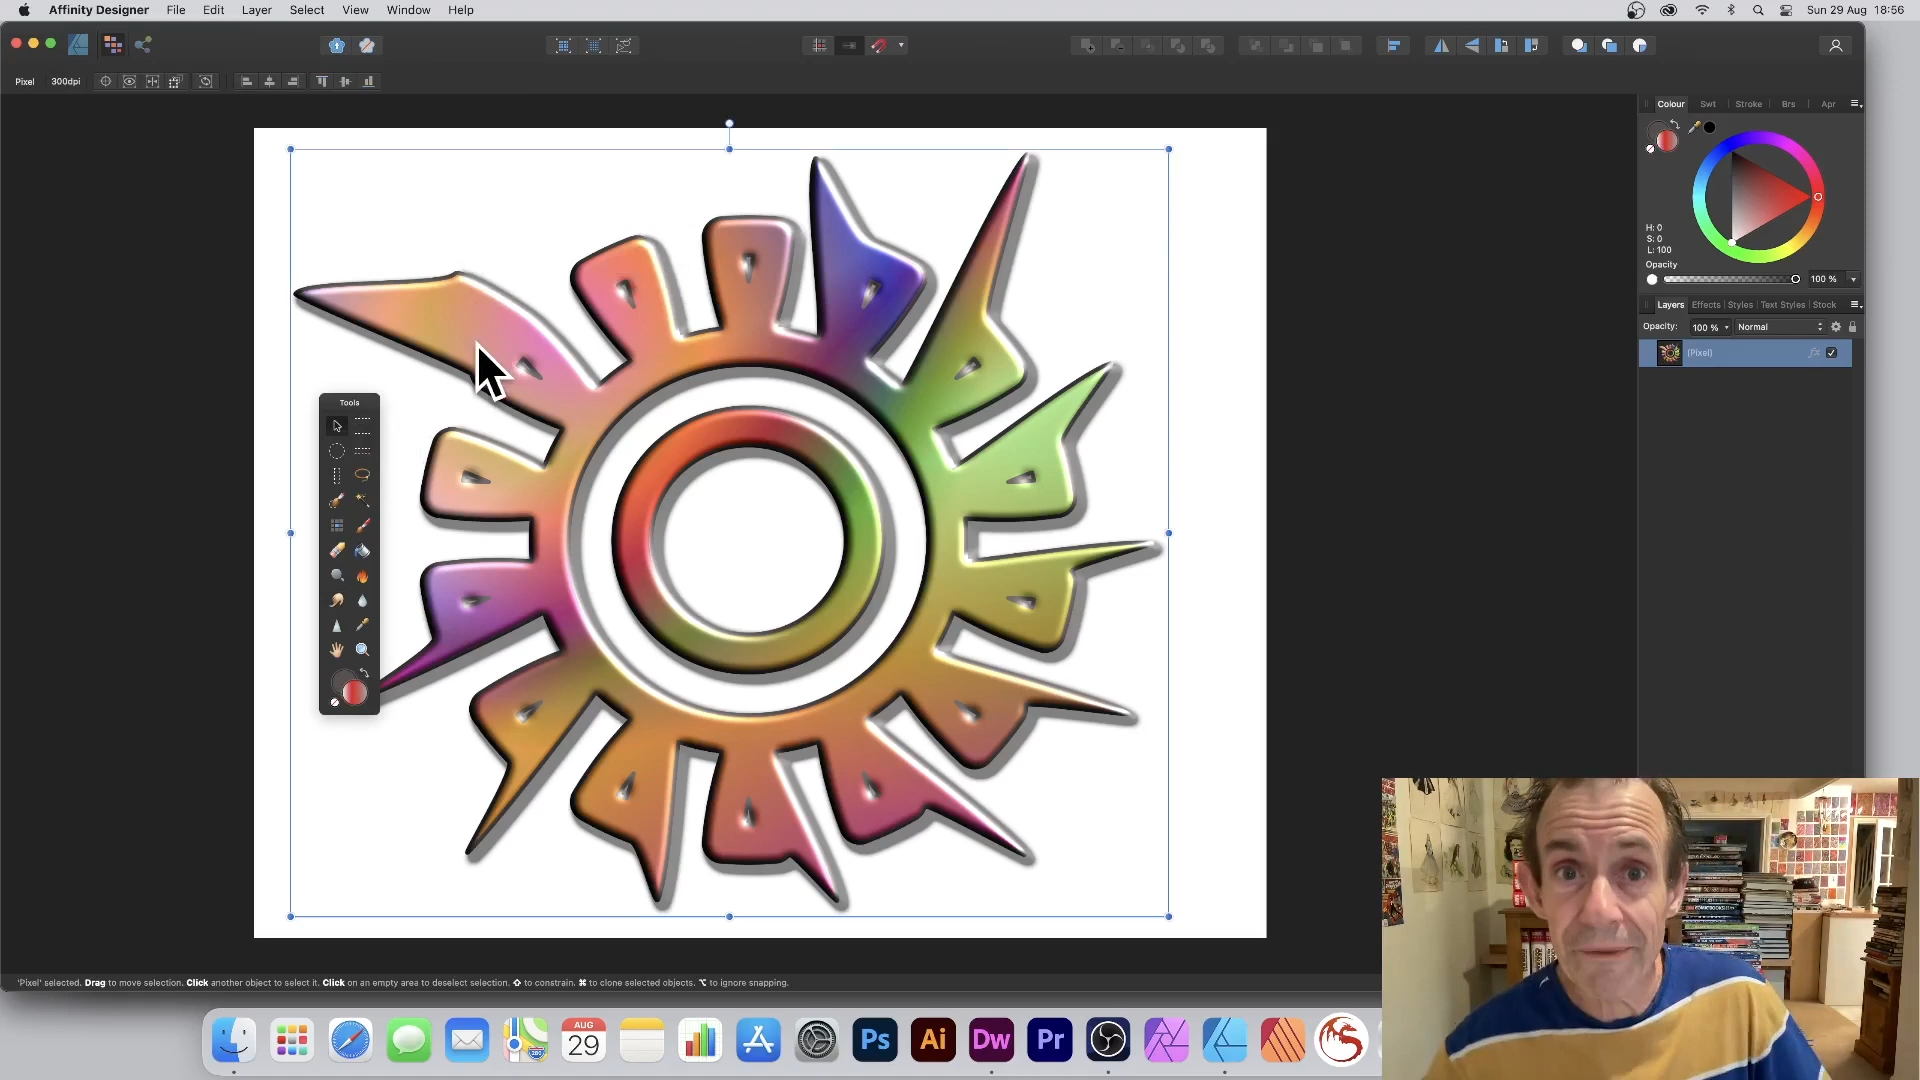 Affinity Designer File Edit Layer Select View Window Help
Sun 29 Aug 18:56
Pixel 300dpi
Colour Swt Stroke Brs Apr
H: 0
S: 0
L: 100
Opacity
100 %
Layers Effects Styles Text Styles Stock
Opacity: 100 % Normal
(Pixel) fx
Tools
'Pixel' selected. Drag to move selection. Click another object to select it. Click on an empty area to deselect selection. ⇧ to constrain. ⌘ to clone selected objects. ⌥ to ignore snapping.
AUG
29
280
Ps Ai Dw Pr